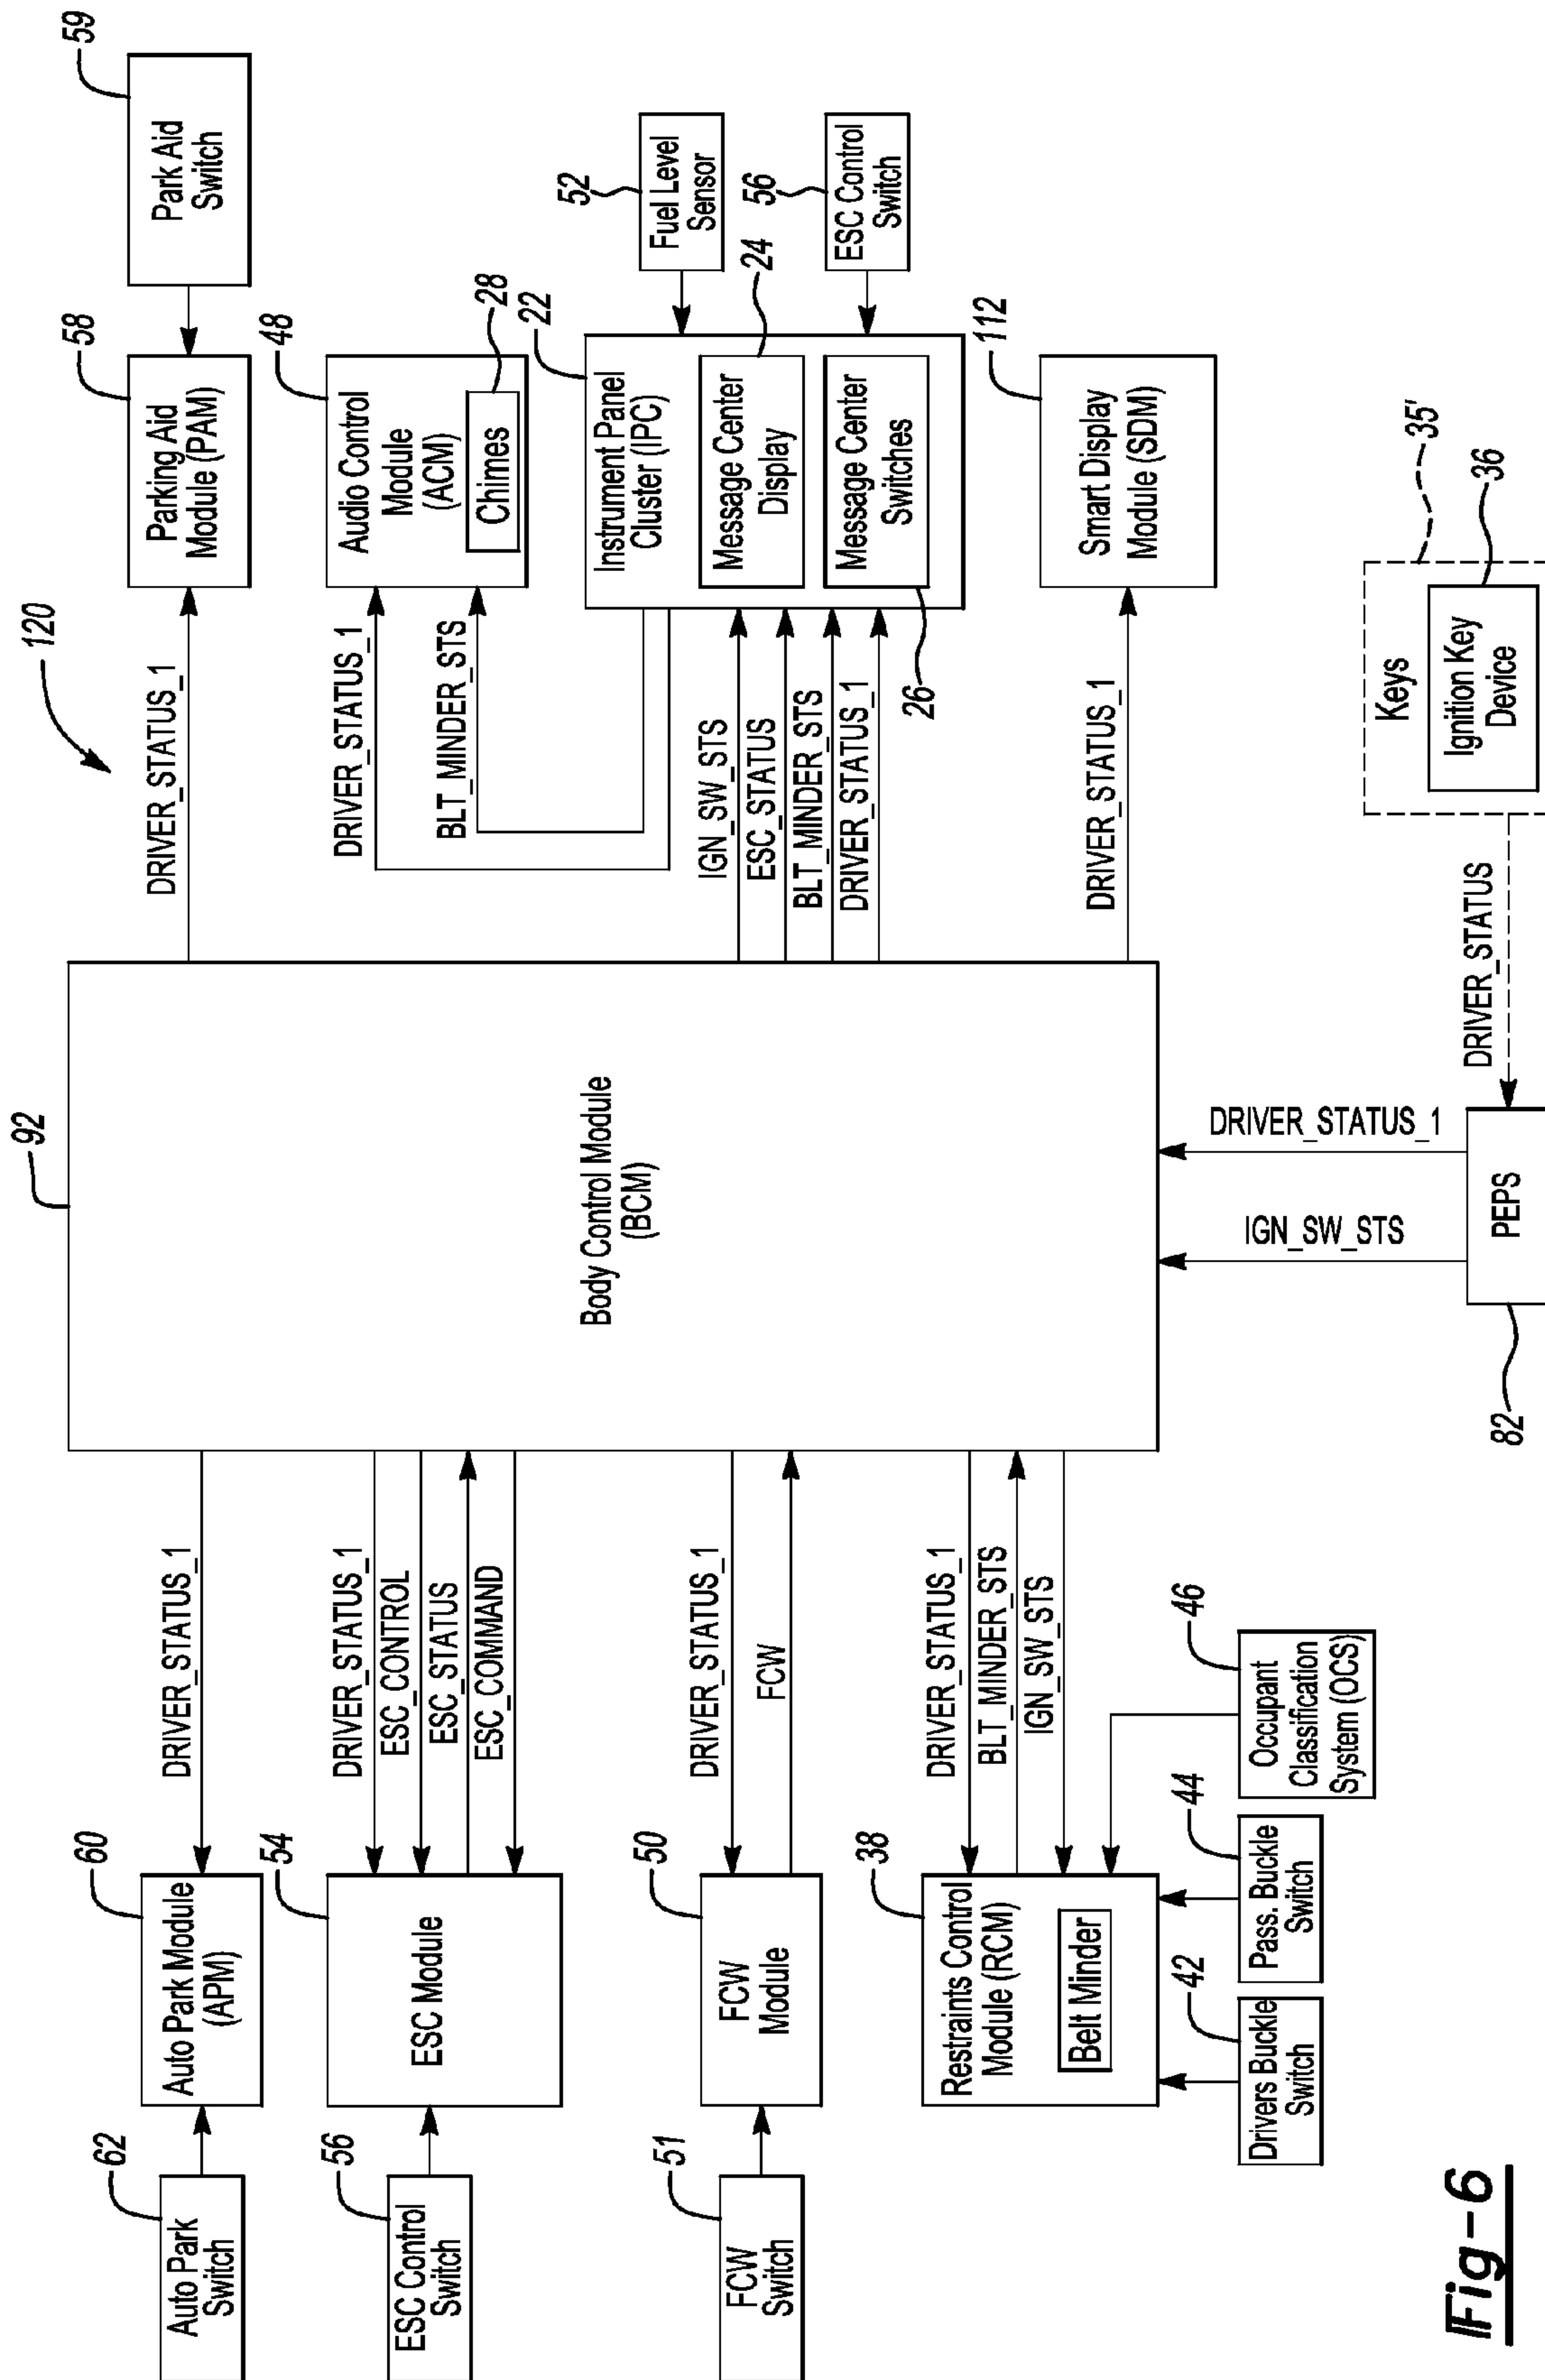 120
92
62
Auto Park
Switch
60
Auto Park Module
(APM)
DRIVER_STATUS_1
56
ESC Control
Switch
54
ESC Module
DRIVER_STATUS_1
ESC_CONTROL
ESC_STATUS
ESC_COMMAND
51
FCW
Switch
50
FCW
Module
DRIVER_STATUS_1
FCW
38
Restraints Control
Module (RCM)
Belt Minder
DRIVER_STATUS_1
BLT_MINDER_STS
IGN_SW_STS
42
Drivers Buckle
Switch
44
Pass. Buckle
Switch
46
Occupant
Classification
System (OCS)
Body Control Module
(BCM)
DRIVER_STATUS_1
58
Parking Aid
Module (PAM)
59
Park Aid
Switch
DRIVER_STATUS_1
BLT_MINDER_STS
48
Audio Control
Module
(ACM)
28
Chimes
22
Instrument Panel
Cluster (IPC)
24
Message Center
Display
Message Center
Switches
26
52
Fuel Level
Sensor
56
ESC Control
Switch
IGN_SW_STS
ESC_STATUS
BLT_MINDER_STS
DRIVER_STATUS_1
DRIVER_STATUS_1
112
Smart Display
Module (SDM)
IGN_SW_STS
DRIVER_STATUS_1
82
PEPS
DRIVER_STATUS
35'
Keys
36
Ignition Key
Device
Fig-6